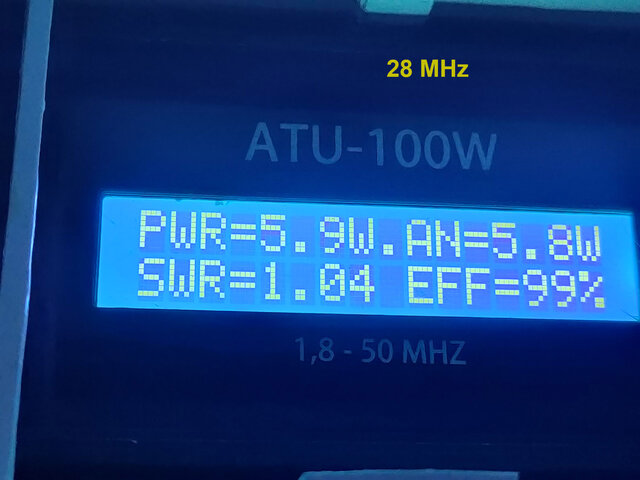 28 MHz
ATU-100W
PWR=5.9W.AN=5.8W
SWR=1.04 EFF=99%
1,8 - 50 MHZ